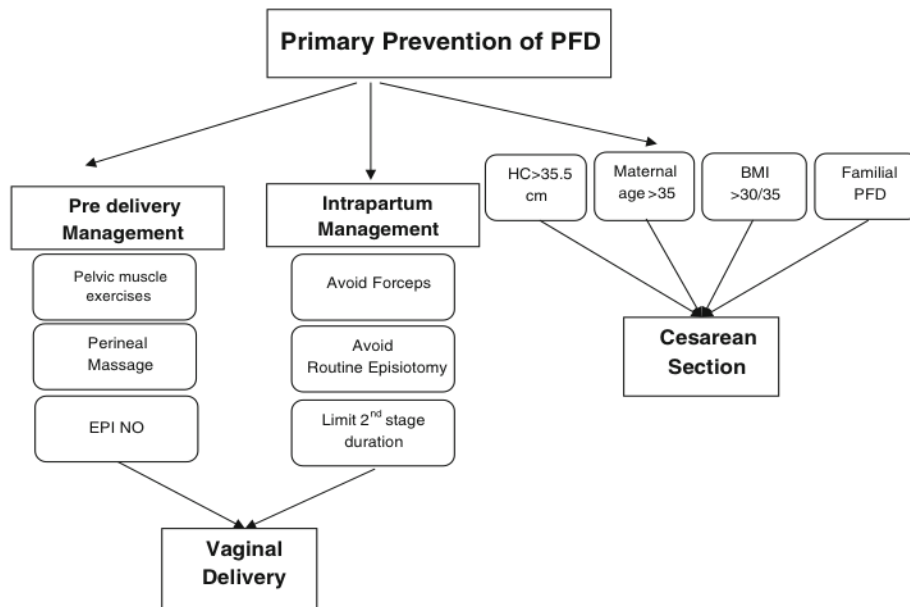 Primary Prevention of PFD
Pre delivery
Management
Pelvic muscle
exercises
Perineal
Massage
EPI NO
Intrapartum
Management
Avoid Forceps
Avoid
Routine Episiotomy
Limit 2nd stage
duration
Vaginal
Delivery
HC>35.5
cm
Maternal
age >35
BMI
>30/35
Familial
PFD
Cesarean
Section